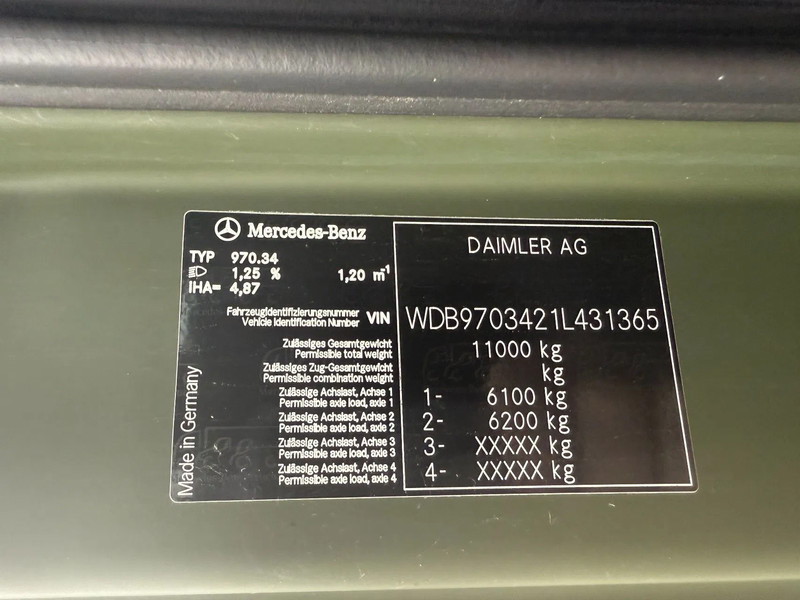 Mercedes-Benz
TYP 970.34
1,25 % 1,20 m⁻¹
IHA= 4,87
DAIMLER AG
Fahrzeugidentifizierungsnummer
Vehicle Identification Number VIN WDB9703421L431365
Zulässiges Gesamtgewicht
Permissible total weight 11000 kg
Zulässiges Zug-Gesamtgewicht
Permissible combination weight kg
Zulässige Achslast, Achse 1
Permissible axle load, axle 1 1- 6100 kg
Zulässige Achslast, Achse 2
Permissible axle load, axle 2 2- 6200 kg
Zulässige Achslast, Achse 3
Permissible axle load, axle 3 3- XXXXX kg
Zulässige Achslast, Achse 4
Permissible axle load, axle 4 4- XXXXX kg
Made in Germany